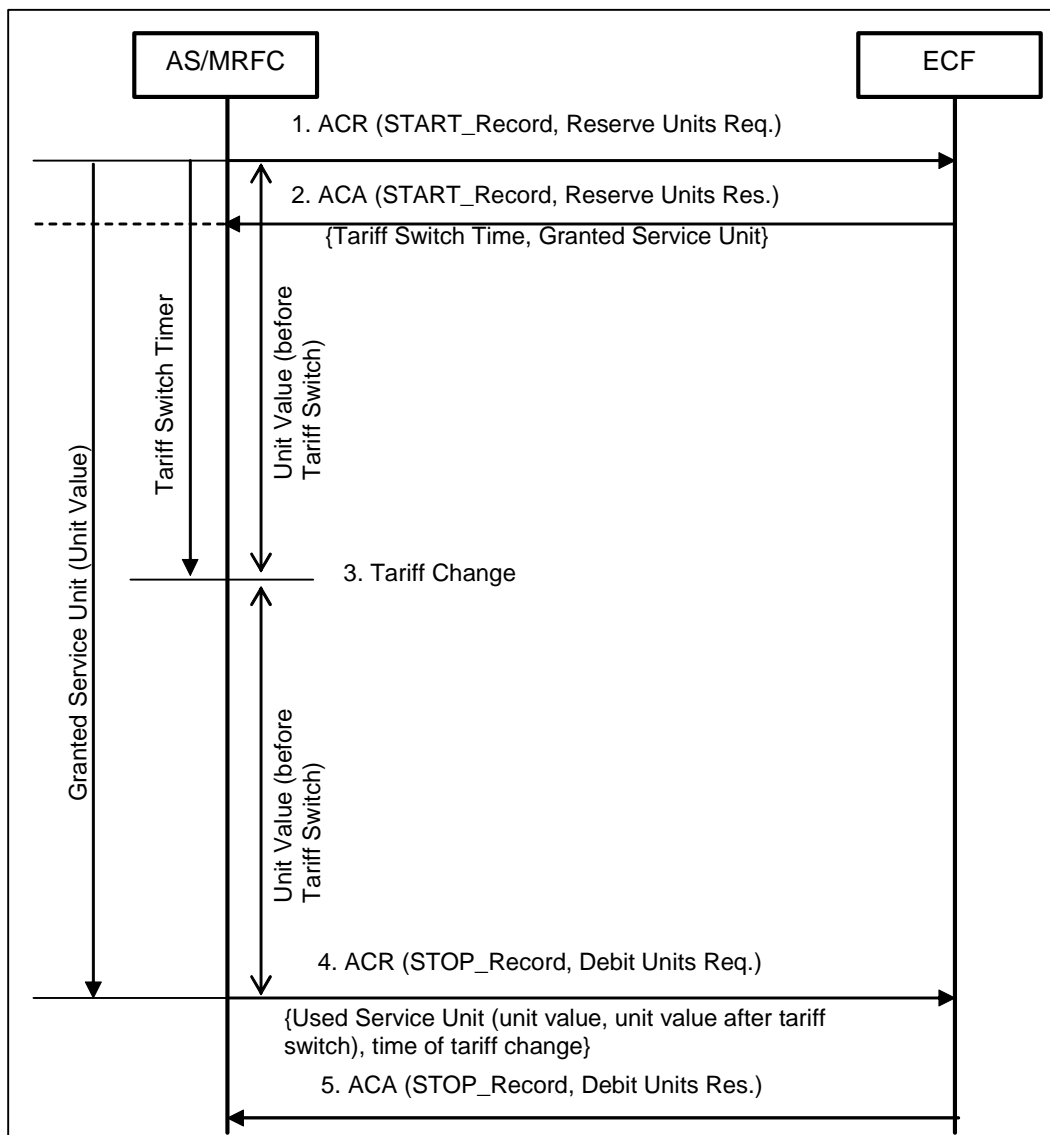 AS/MRFC
ECF
1. ACR (START_Record, Reserve Units Req.)
2. ACA (START_Record, Reserve Units Res.)
{Tariff Switch Time, Granted Service Unit}
Granted Service Unit (Unit Value)
Tariff Switch Timer
Unit Value (before
Tariff Switch)
3. Tariff Change
Unit Value (before
Tariff Switch)
4. ACR (STOP_Record, Debit Units Req.)
{Used Service Unit (unit value, unit value after tariff
switch), time of tariff change}
5. ACA (STOP_Record, Debit Units Res.)